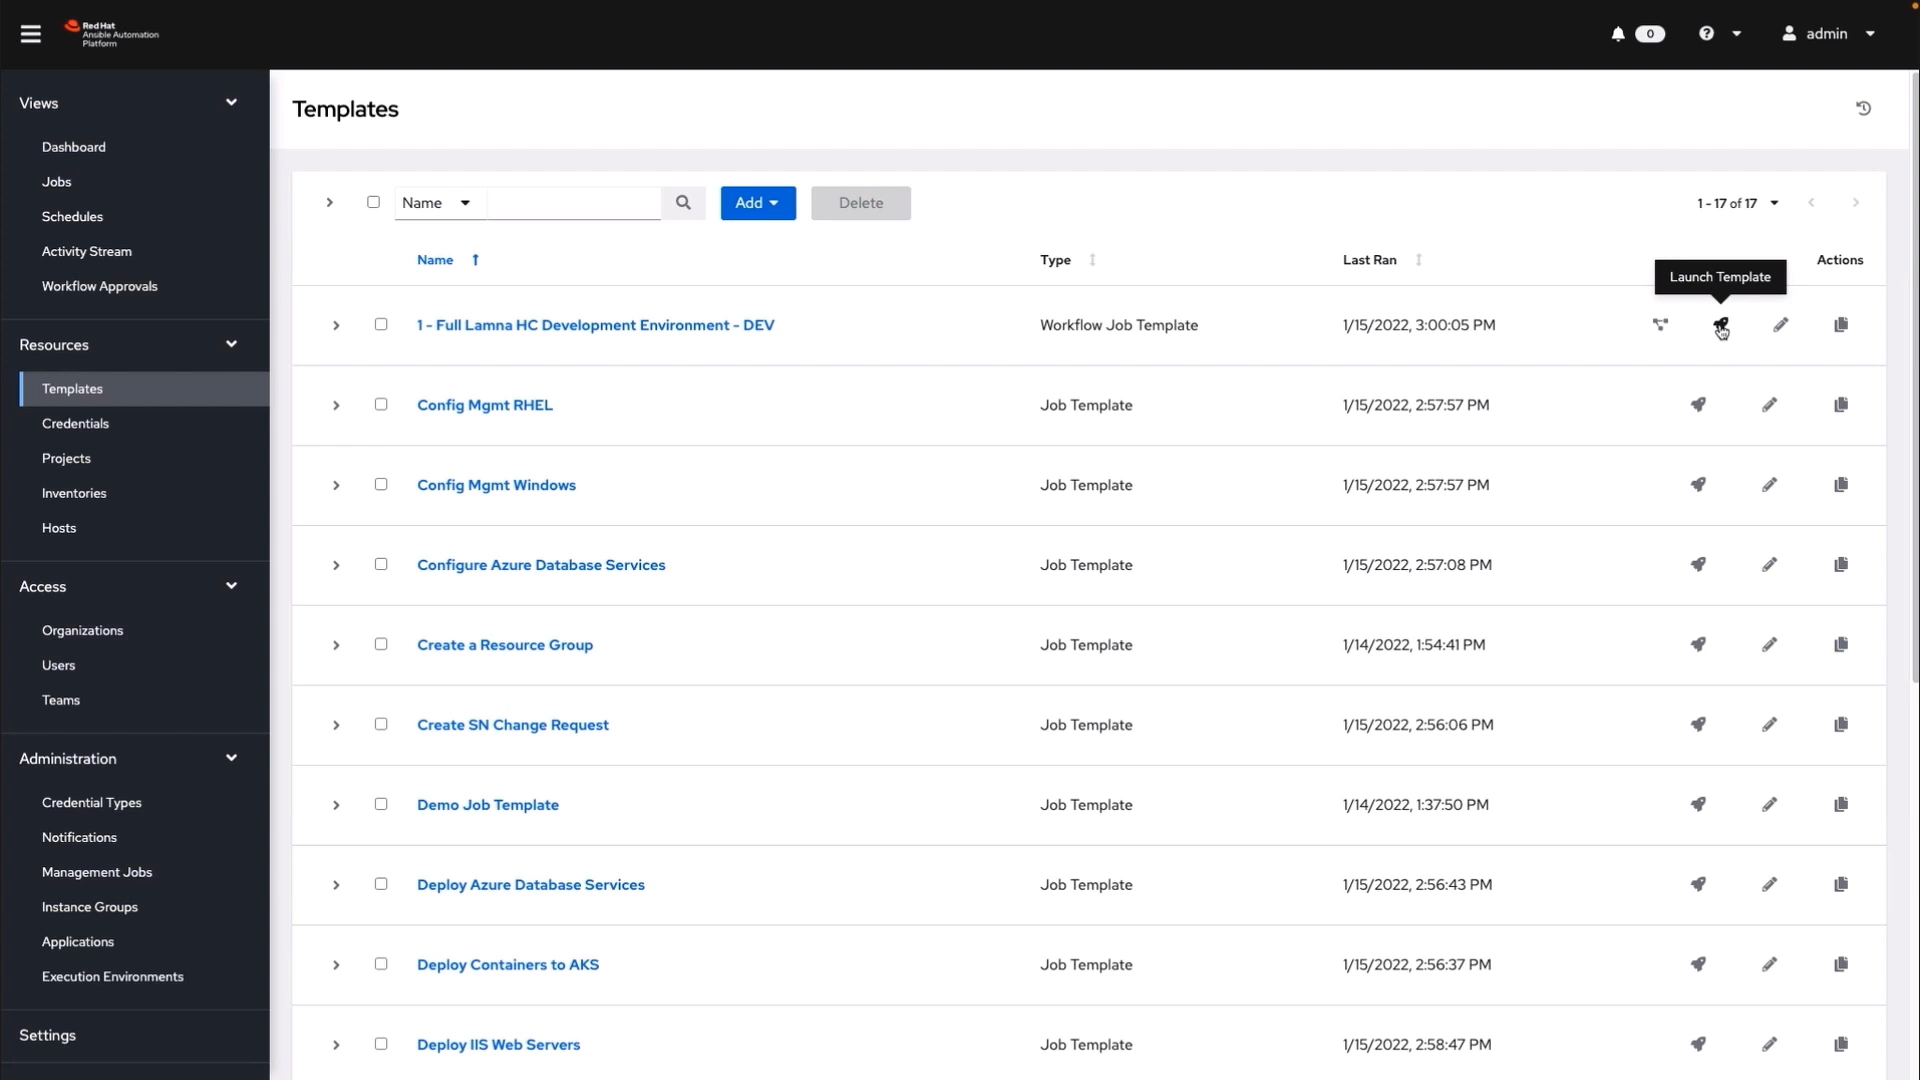 Red Hat
Ansible Automation
Platform
0
admin
Views
Dashboard
Jobs
Schedules
Activity Stream
Workflow Approvals
Resources
Templates
Credentials
Projects
Inventories
Hosts
Access
Organizations
Users
Teams
Administration
Credential Types
Notifications
Management Jobs
Instance Groups
Applications
Execution Environments
Settings
Templates
Name Add Delete 1 - 17 of 17
Name Type Last Ran Actions
Launch Template
1 - Full Lamna HC Development Environment - DEV Workflow Job Template 1/15/2022, 3:00:05 PM
Config Mgmt RHEL Job Template 1/15/2022, 2:57:57 PM
Config Mgmt Windows Job Template 1/15/2022, 2:57:57 PM
Configure Azure Database Services Job Template 1/15/2022, 2:57:08 PM
Create a Resource Group Job Template 1/14/2022, 1:54:41 PM
Create SN Change Request Job Template 1/15/2022, 2:56:06 PM
Demo Job Template Job Template 1/14/2022, 1:37:50 PM
Deploy Azure Database Services Job Template 1/15/2022, 2:56:43 PM
Deploy Containers to AKS Job Template 1/15/2022, 2:56:37 PM
Deploy IIS Web Servers Job Template 1/15/2022, 2:58:47 PM